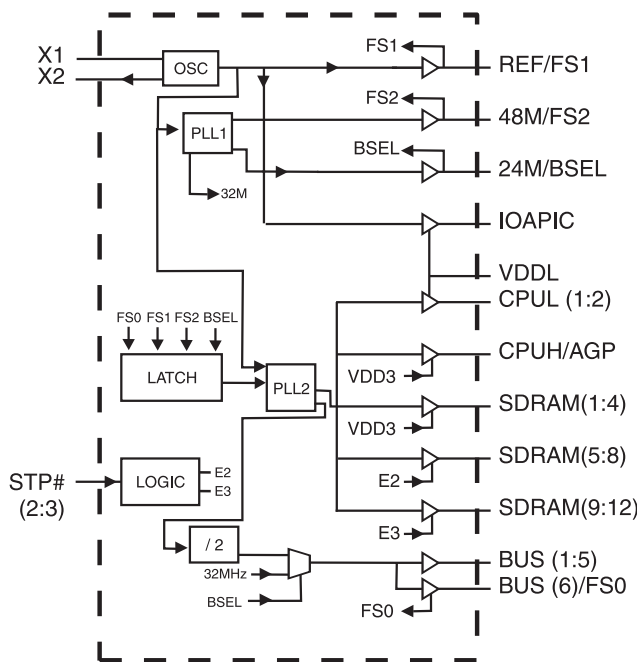 X1
X2
OSC
FS1
REF/FS1
FS2
48M/FS2
PLL1
BSEL
24M/BSEL
32M
IOAPIC
VDDL
CPUL (1:2)
FS0 FS1 FS2 BSEL
LATCH
PLL2
CPUH/AGP
VDD3
SDRAM(1:4)
VDD3
STP#
(2:3)
LOGIC
E2
E3
SDRAM(5:8)
E2
SDRAM(9:12)
E3
/ 2
32MHz
BSEL
BUS (1:5)
BUS (6)/FS0
FS0